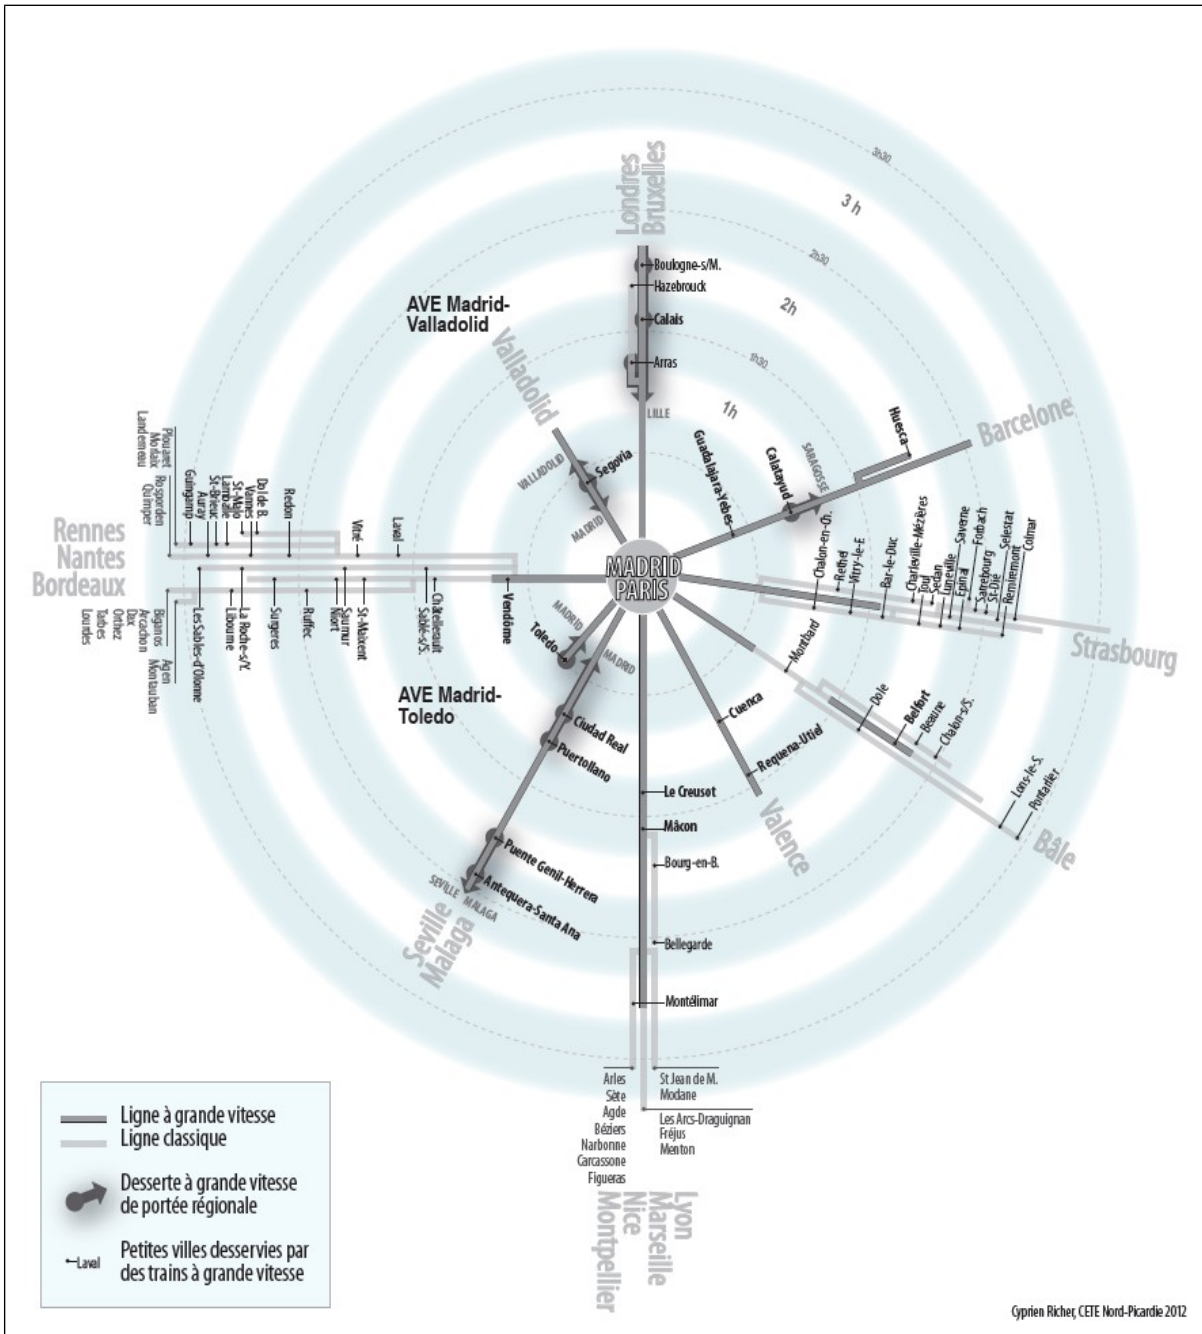 3h30
3 h
2h30
2h
1h30
1h
Londres
Bruxelles
Boulogne-s/M.
Hazebrouck
Calais
Arras
LILLE
AVE Madrid-
Valladolid
Valladolid
VALLADOLID
Segovia
MADRID
Barcelone
Huesca
SARAGOSSE
Calatayud
Guadalajara-Yebes
MADRID
PARIS
Strasbourg
Chalon-en-Ch.
Rethel
Vitry-le-F.
Bar-le-Duc
Charleville-Mézières
Toul
Sedan
Luneville
Epinal
Saverne
Forbach
Sarrebourg
St-Dié
Selestat
Remiremont
Colmar
Montbard
Dole
Belfort
Beaune
Chalon-s/S.
Lons-le-S.
Pontarlier
Bâle
Cuenca
Requena-Utiel
Valence
Le Creusot
Mâcon
Bourg-en-B.
Bellegarde
Montélimar
Arles
Sète
Agde
Béziers
Narbonne
Carcassone
Figueras
St Jean de M.
Modane
Les Arcs-Draguignan
Fréjus
Menton
Lyon
Marseille
Nice
Montpellier
AVE Madrid-
Toledo
MADRID
Toledo
MADRID
Ciudad Real
Puertollano
Puente Genil-Herrera
Antequera-Santa Ana
SEVILLE
MALAGA
Seville
Malaga
Rennes
Nantes
Bordeaux
Plouaret
Morlaix
Landerneau
Rosporden
Quimper
Guingamp
Auray
St-Brieuc
Lamballe
St-Malo
Vannes
Dol de B.
Redon
Vitré
Laval
Vendome
Sablé-s/S.
Châtellerault
St-Maixent
Saumur
Niort
Ruffec
Surgeres
La Roche-s/Y.
Libourne
Les Sables-d'Olonne
Agen
Montauban
Biganos
Arcachon
Dax
Orthez
Tarbes
Lourdes
Ligne à grande vitesse
Ligne classique
Desserte à grande vitesse
de portée régionale
Laval
Petites villes desservies par
des trains à grande vitesse
Cyprien Richer, CETE Nord-Picardie 2012